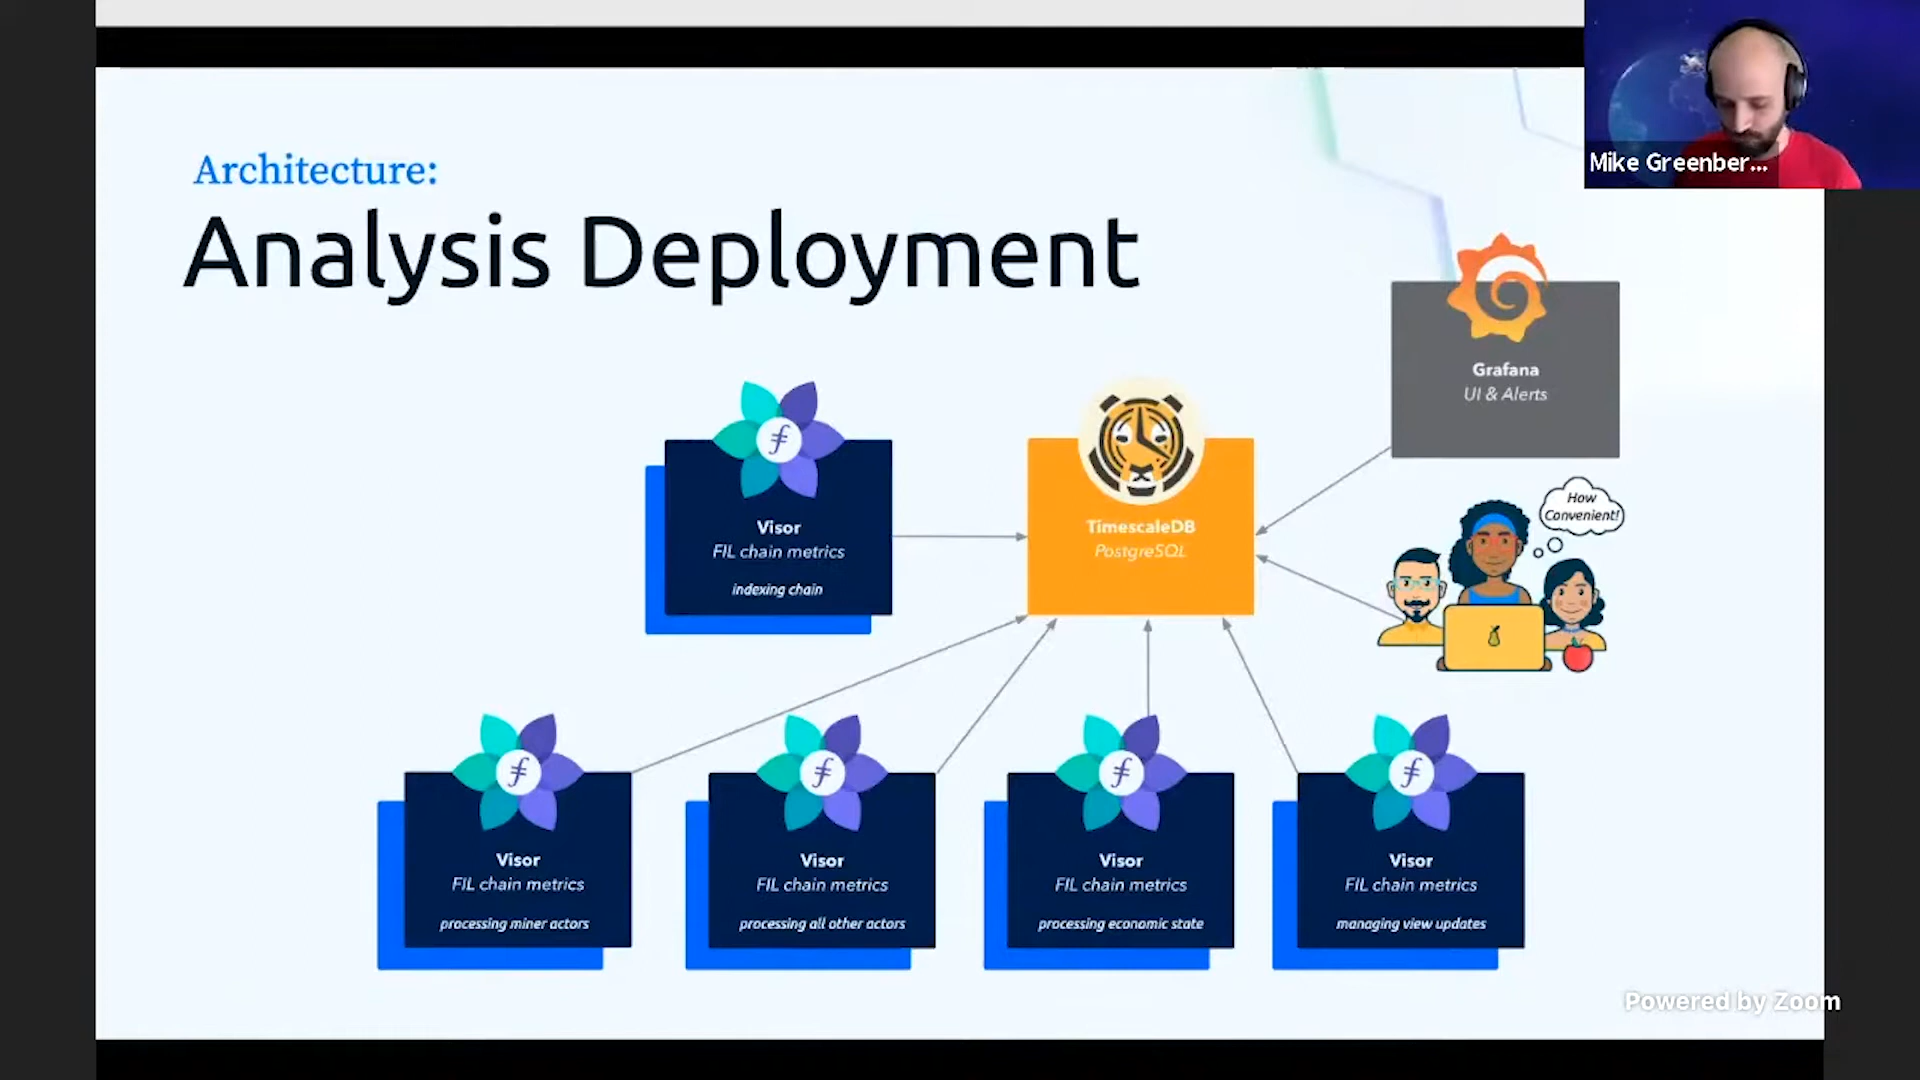 Mike Greenber...
Architecture:
Analysis Deployment
Grafana
UI & Alerts
How
Convenient!
Visor
FIL chain metrics
indexing chain
TimescaleDB
PostgreSQL
Visor
FIL chain metrics
processing miner actors
Visor
FIL chain metrics
processing all other actors
Visor
FIL chain metrics
processing economic state
Visor
FIL chain metrics
managing view updates
Powered by Zoom